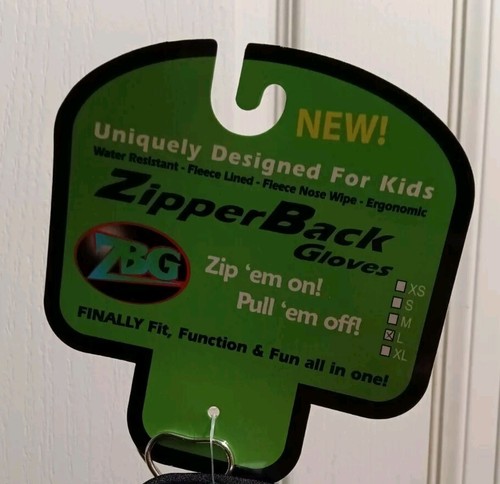 NEW!
Uniquely Designed For Kids
Water Resistant - Fleece Lined - Fleece Nose Wipe - Ergonomic
ZipperBack
Gloves
ZBG
Zip 'em on!
Pull 'em off!
XS
S
M
L
XL
FINALLY Fit, Function & Fun all in one!